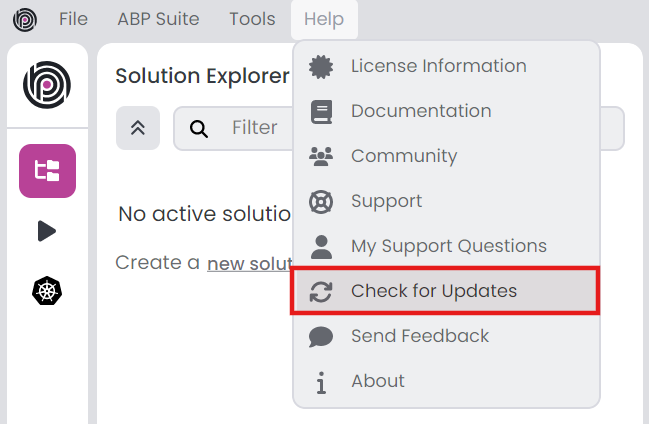 File ABP Suite Tools Help
Solution Explorer
Filter
No active solutio
Create a new solut
License Information
Documentation
Community
Support
My Support Questions
Check for Updates
Send Feedback
About